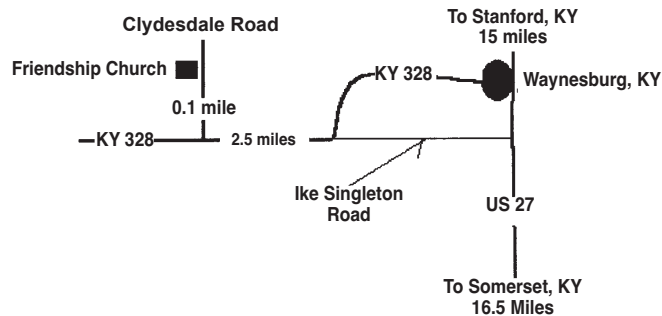 To Stanford, KY
15 miles
Clydesdale Road
Friendship Church
KY 328
Waynesburg, KY
0.1 mile
KY 328
2.5 miles
Ike Singleton
Road
US 27
To Somerset, KY
16.5 Miles